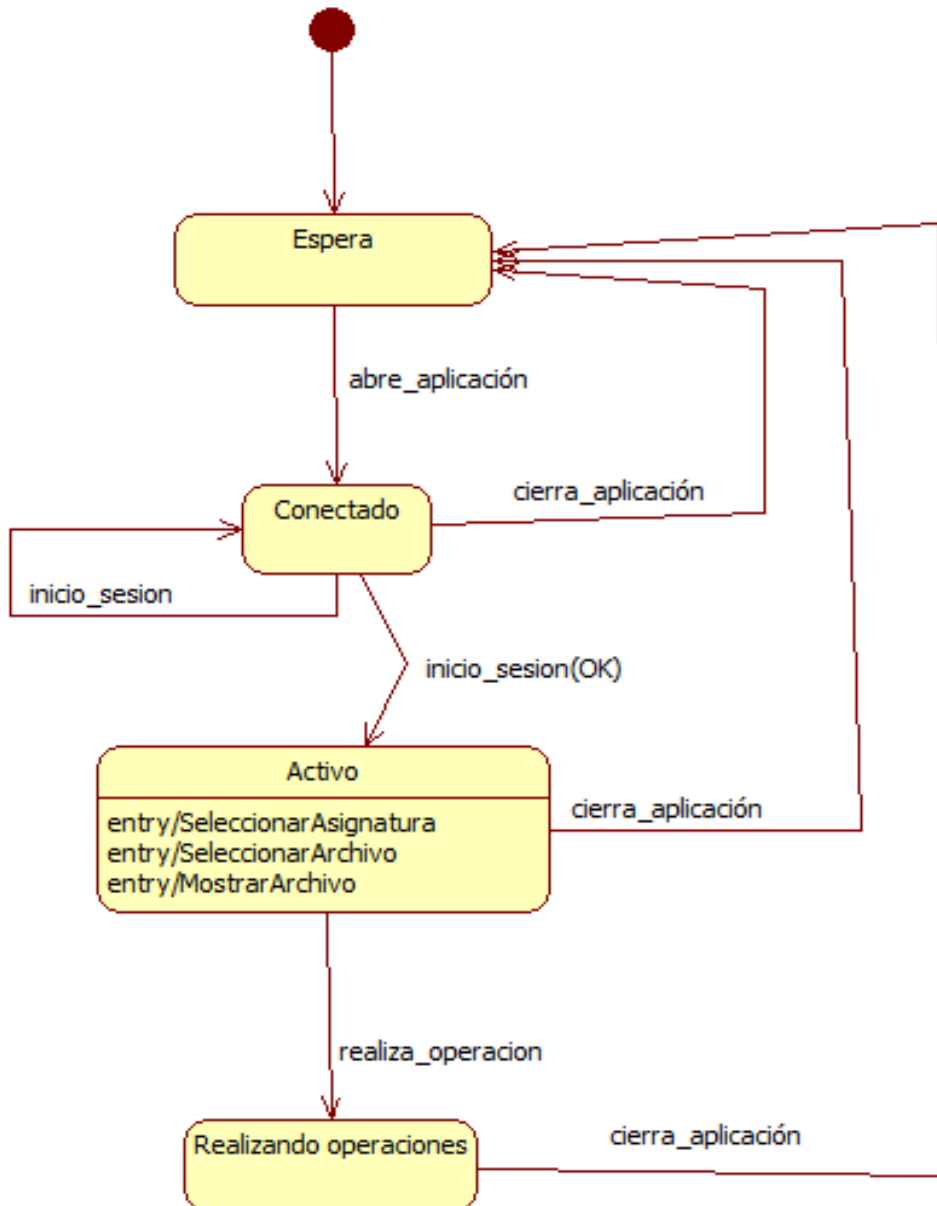 Espera
abre_aplicación
Conectado
cierra_aplicación
inicio_sesion
inicio_sesion(OK)
Activo
entry/SeleccionarAsignatura
entry/SeleccionarArchivo
entry/MostrarArchivo
cierra_aplicación
realiza_operacion
Realizando operaciones
cierra_aplicación